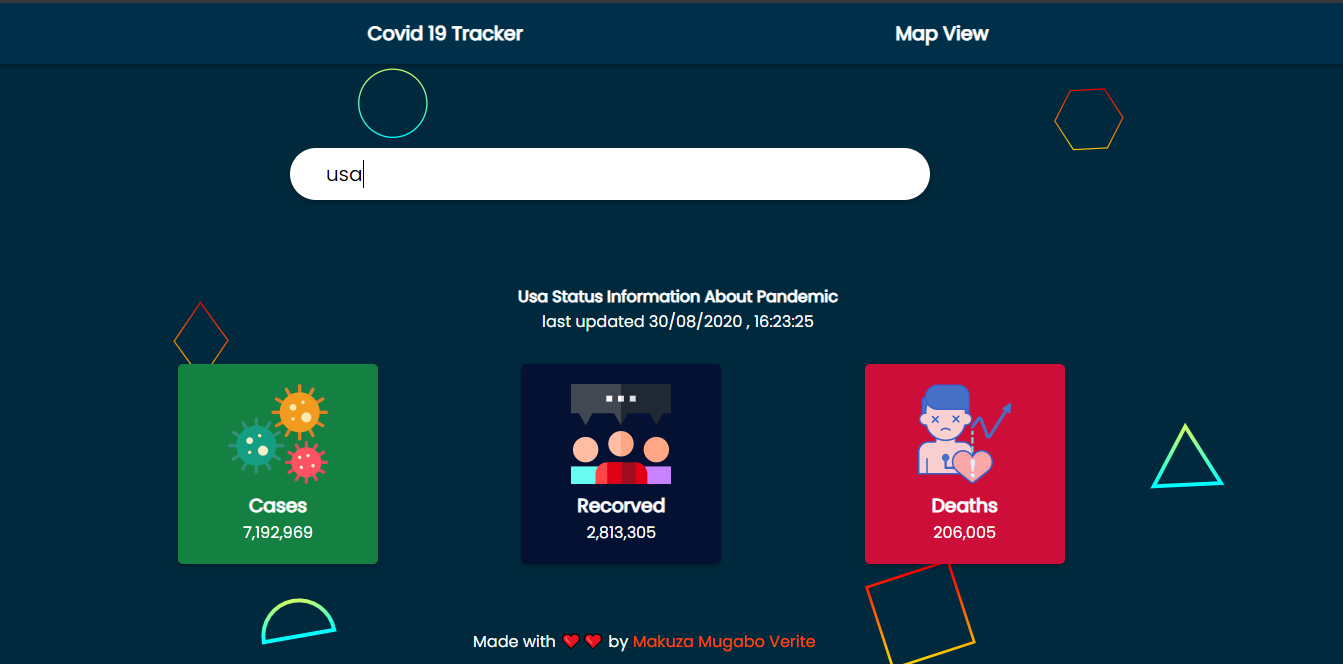 Covid 19 Tracker
Map View
usa
Usa Status Information About Pandemic
last updated 30/08/2020 , 16:23:25
Cases
7,192,969
Recorved
2,813,305
Deaths
206,005
Made with ❤️❤️ by Makuza Mugabo Verite